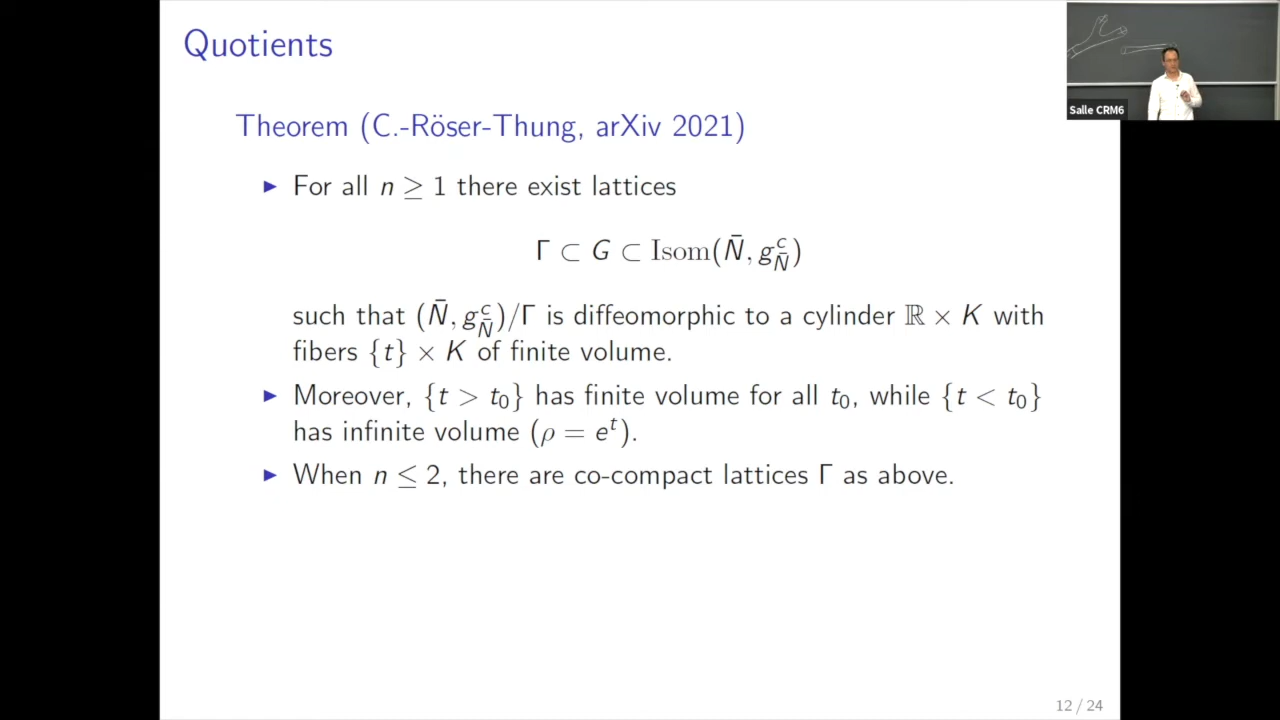 Quotients
Salle CRM6
Theorem (C.-Röser-Thung, arXiv 2021)
▶ For all n ≥ 1 there exist lattices
Γ ⊂ G ⊂ Isom(N̄, g^c_N̄)
such that (N̄, g^c_N̄)/Γ is diffeomorphic to a cylinder ℝ × K with
fibers {t} × K of finite volume.
▶ Moreover, {t > t₀} has finite volume for all t₀, while {t < t₀}
has infinite volume (ρ = e^t).
▶ When n ≤ 2, there are co-compact lattices Γ as above.
12 / 24